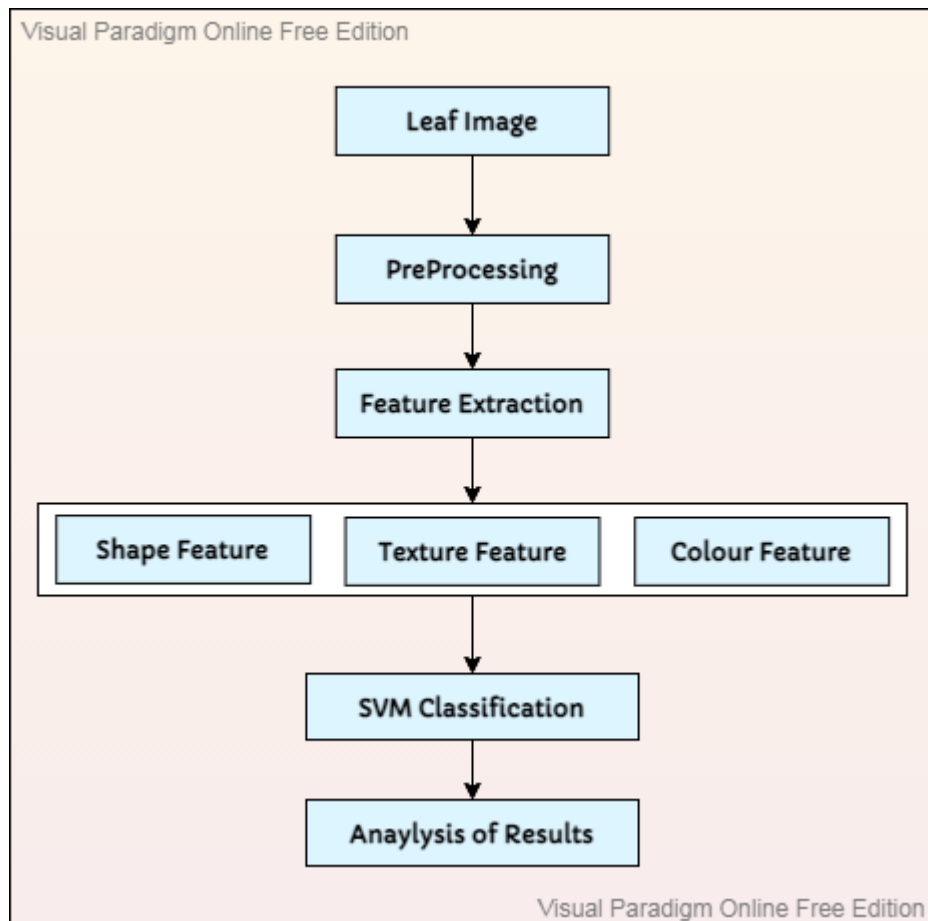 Visual Paradigm Online Free Edition
Leaf Image
PreProcessing
Feature Extraction
Shape Feature
Texture Feature
Colour Feature
SVM Classification
Anaylysis of Results
Visual Paradigm Online Free Edition